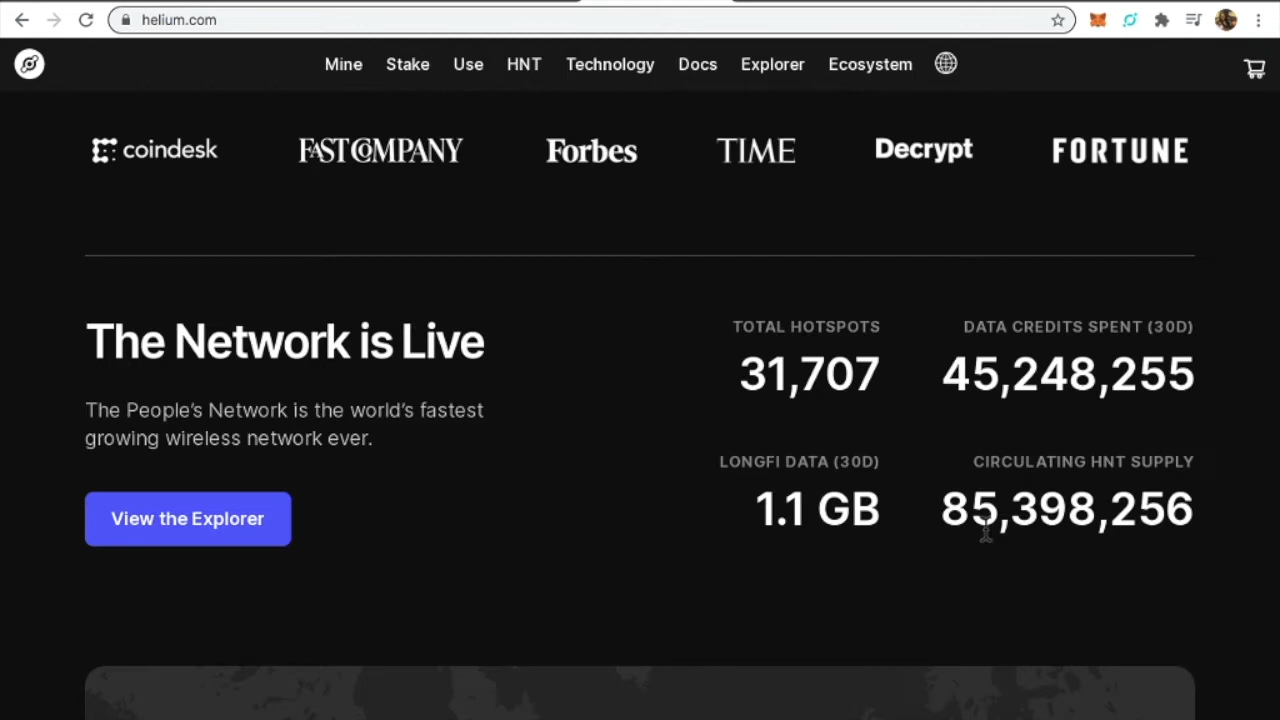 helium.com
Mine Stake Use HNT Technology Docs Explorer Ecosystem
coindesk FAST COMPANY Forbes TIME Decrypt FORTUNE
The Network is Live
The People's Network is the world's fastest
growing wireless network ever.
View the Explorer
TOTAL HOTSPOTS
31,707
DATA CREDITS SPENT (30D)
45,248,255
LONGFI DATA (30D)
1.1 GB
CIRCULATING HNT SUPPLY
85,398,256